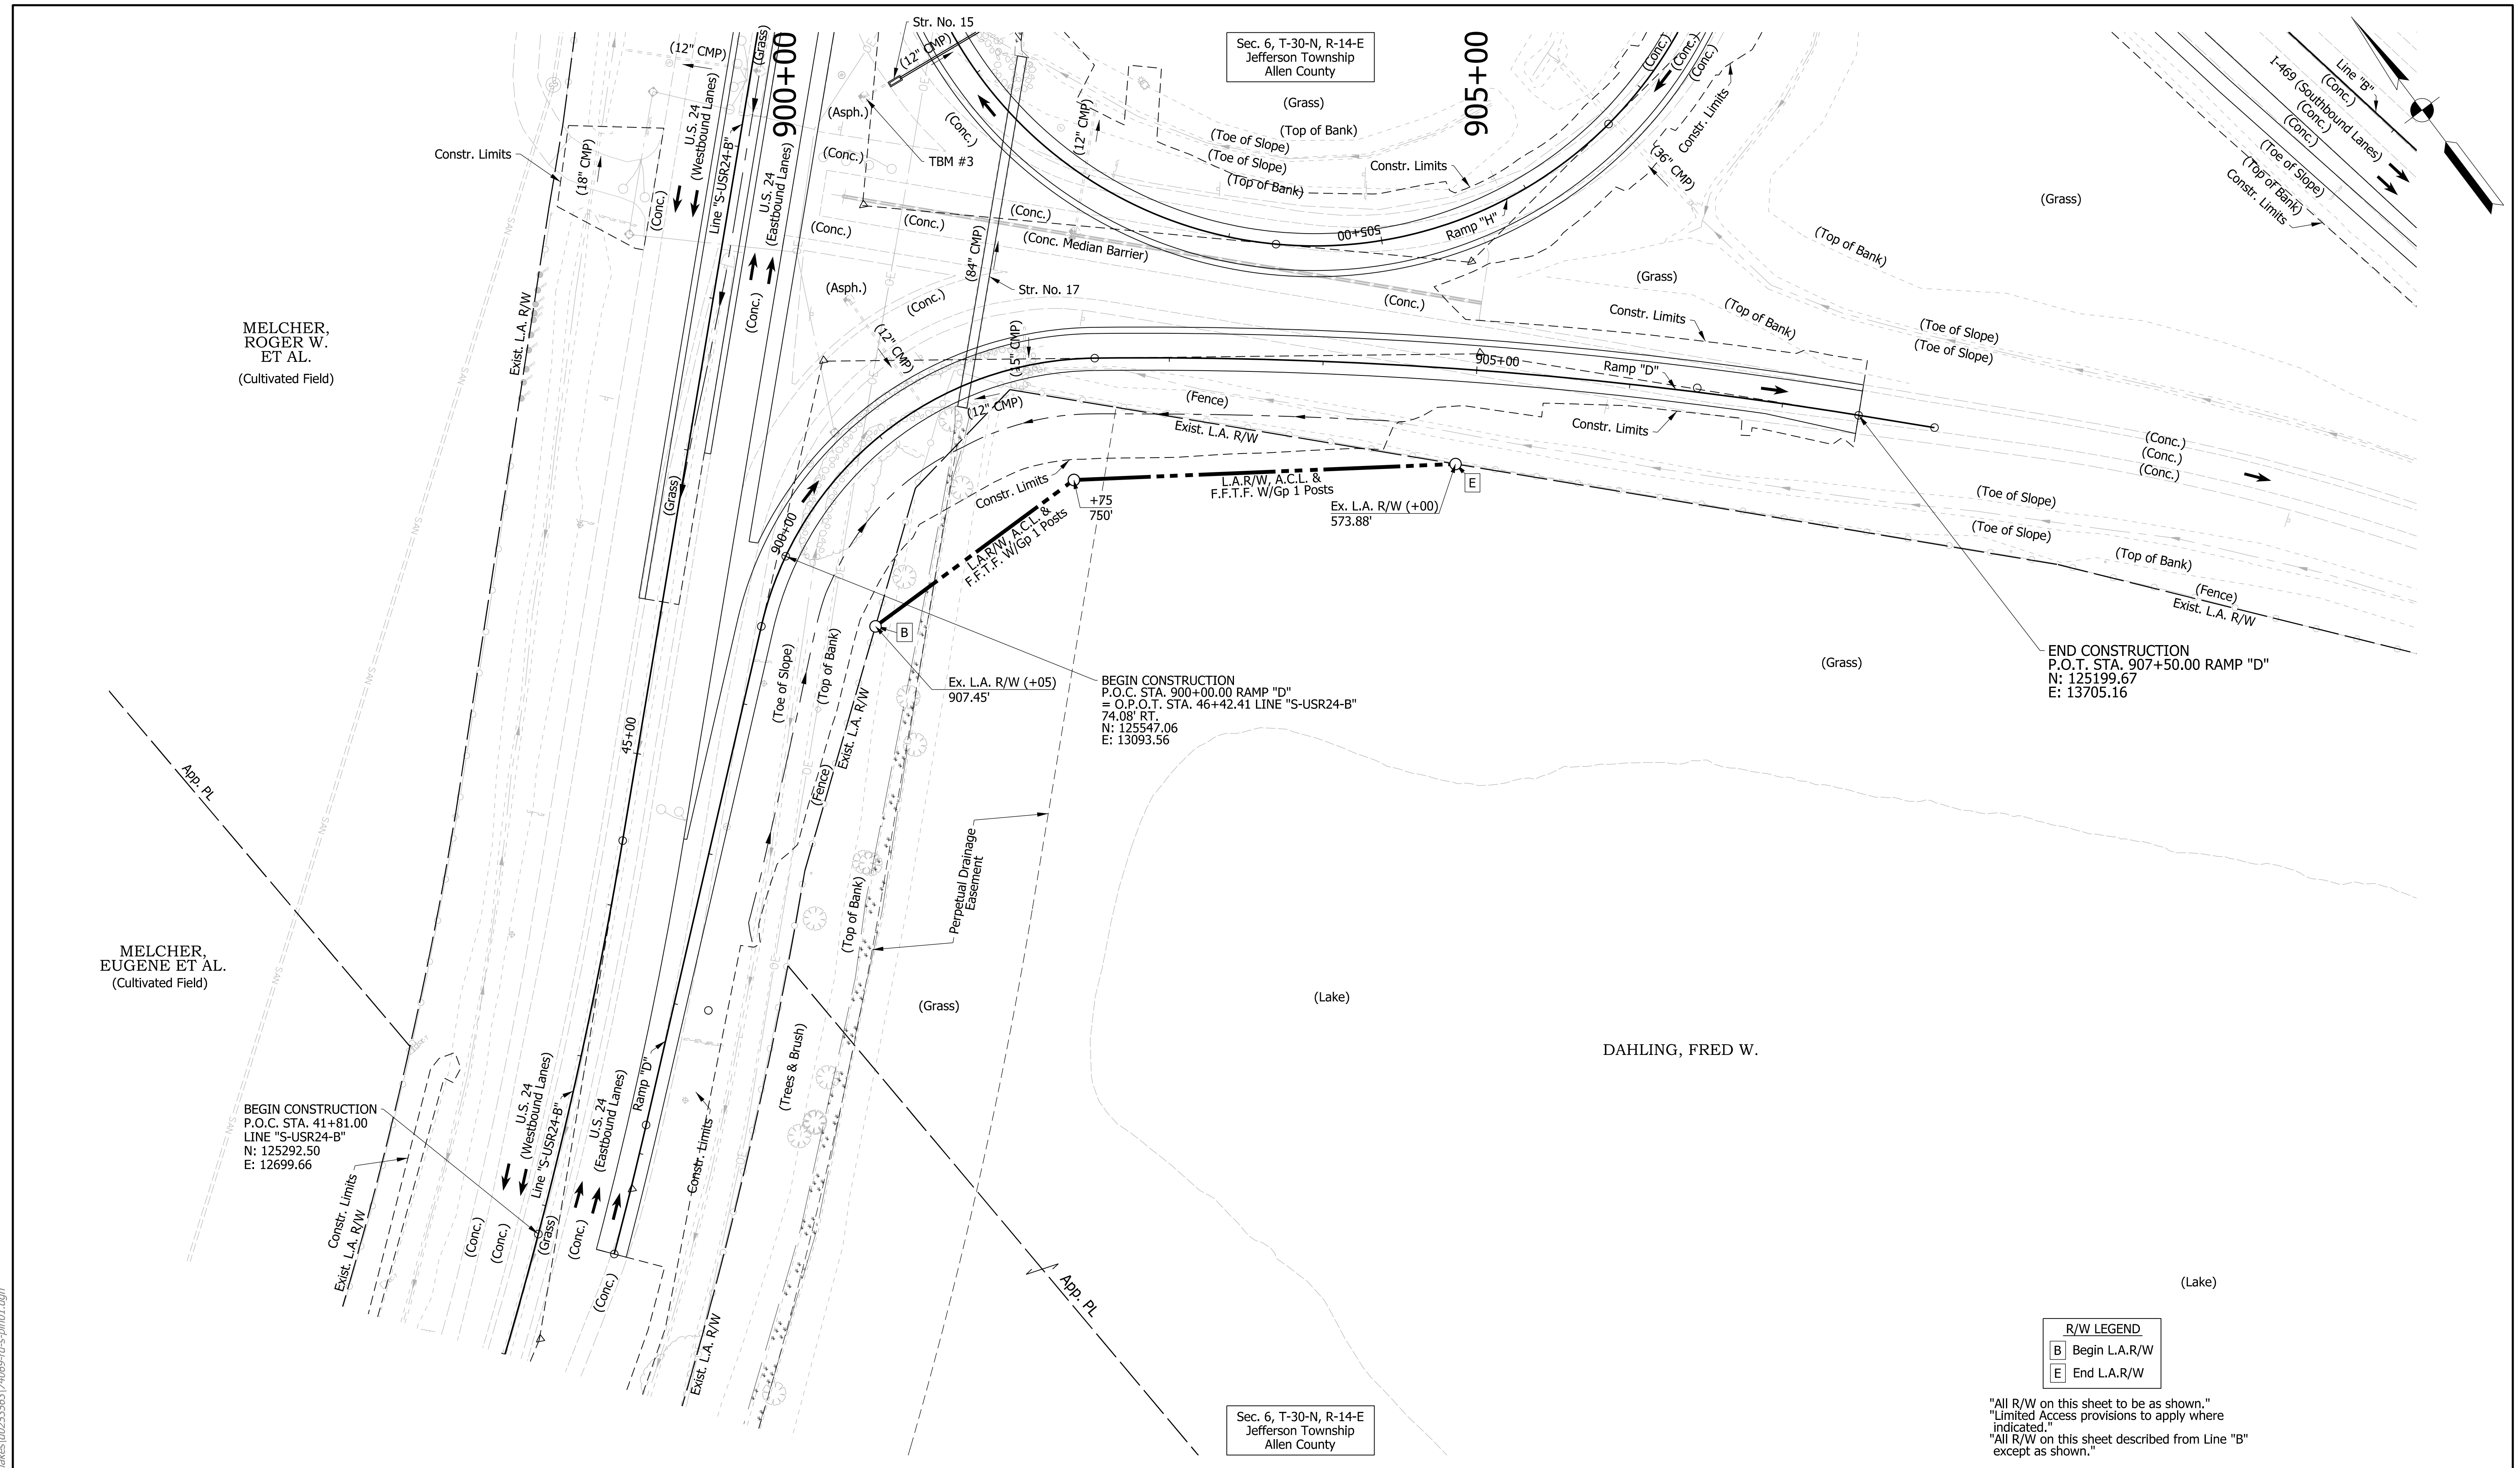 Str. No. 15
(12" CMP)
(Grass)
900+00
(12" CMP)
Sec. 6, T-30-N, R-14-E
Jefferson Township
Allen County
905+00
(Conc.)
(Conc.)
(Conc.)
Constr. Limits
Line "B"
(Conc.)
I-469 (Southbound Lanes)
(Conc.)
(Conc.)
(Toe of Slope)
(Top of Bank)
Constr. Limits
U.S. 24
(Westbound Lanes)
Line "S-USR24-B"
U.S. 24
(Eastbound Lanes)
(Asph.)
(Conc.)
(Conc.)
TBM #3
(12" CMP)
(Grass)
(Top of Bank)
(Toe of Slope)
(Toe of Slope)
(Top of Bank)
Constr. Limits
(36" CMP)
Constr. Limits
(18" CMP)
(Conc.)
(Conc.)
(Conc.)
(Conc.)
(Conc. Median Barrier)
505+00
Ramp "H"
(Grass)
(Top of Bank)
(84" CMP)
Str. No. 17
(Conc.)
(Asph.)
(Conc.)
(Conc.)
(Grass)
Constr. Limits
(Top of Bank)
(Toe of Slope)
(Toe of Slope)
Exist. L.A. R/W
MELCHER,
ROGER W.
ET AL.
(Cultivated Field)
(12" CMP)
(35" CMP)
905+00
Ramp "D"
(12" CMP)
(Fence)
Exist. L.A. R/W
Constr. Limits
(Conc.)
(Conc.)
(Conc.)
(Grass)
900+00
Constr. Limits
+75
750'
L.A.R/W, A.C.L. &
F.F.T.F. W/Gp 1 Posts
Ex. L.A. R/W (+00)
573.88'
E
L.A.R/W, A.C.L. &
F.F.T.F. W/Gp 1 Posts
(Toe of Slope)
(Toe of Slope)
(Top of Bank)
(Fence)
Exist. L.A. R/W
B
Ex. L.A. R/W (+05)
907.45'
BEGIN CONSTRUCTION
P.O.C. STA. 900+00.00 RAMP "D"
= O.P.O.T. STA. 46+42.41 LINE "S-USR24-B"
74.08' RT.
N: 125547.06
E: 13093.56
END CONSTRUCTION
P.O.T. STA. 907+50.00 RAMP "D"
N: 125199.67
E: 13705.16
(Grass)
(Toe of Slope)
(Top of Bank)
Exist. L.A. R/W
(Fence)
45+00
App. PL
SAN
SAN
SAN
SAN
SAN
SAN
(Top of Bank)
Perpetual Drainage
Easement
MELCHER,
EUGENE ET AL.
(Cultivated Field)
(Grass)
(Lake)
DAHLING, FRED W.
(Trees & Brush)
BEGIN CONSTRUCTION
P.O.C. STA. 41+81.00
LINE "S-USR24-B"
N: 125292.50
E: 12699.66
U.S. 24
(Westbound Lanes)
Line "S-USR24-B"
U.S. 24
(Eastbound Lanes)
Ramp "D"
Constr. Limits
Constr. Limits
Exist. L.A. R/W
(Conc.)
(Conc.)
(Grass)
(Conc.)
(Conc.)
Exist. L.A. R/W
App. PL
(Lake)
R/W LEGEND
B Begin L.A.R/W
E End L.A.R/W
"All R/W on this sheet to be as shown."
"Limited Access provisions to apply where
indicated."
"All R/W on this sheet described from Line "B"
except as shown."
Sec. 6, T-30-N, R-14-E
Jefferson Township
Allen County